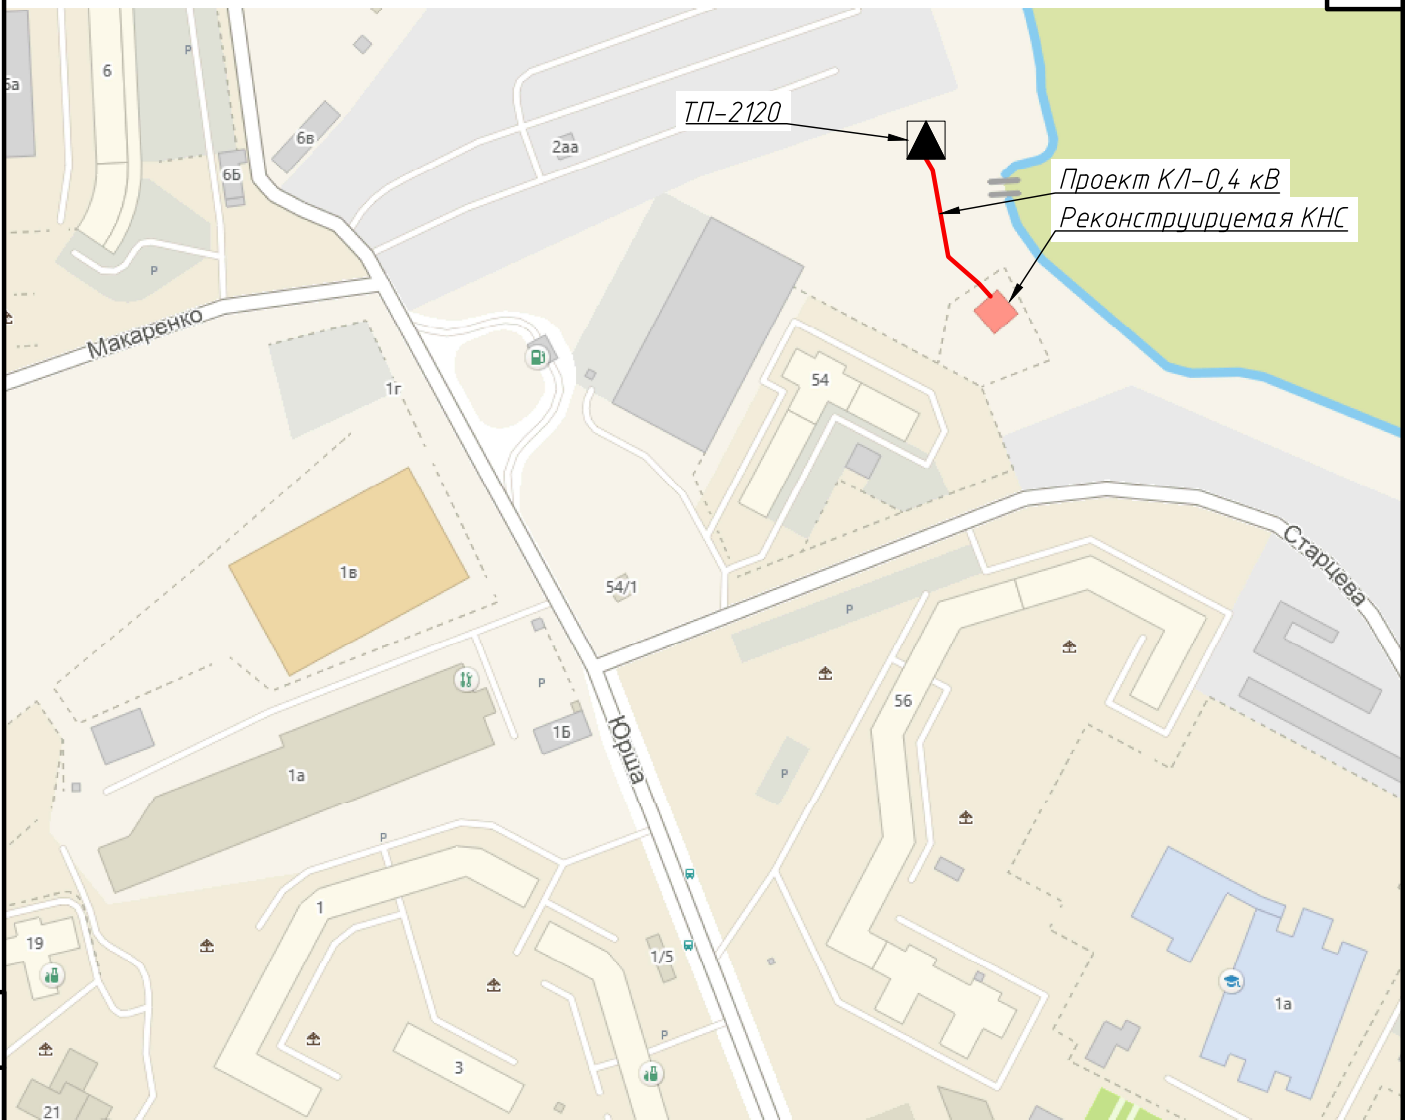 6
P
5а
6в
2аа
6Б
P
ТП-2120
Проект КЛ-0,4 кВ
Реконструируемая КНС
Макаренко
1г
54
1в
54/1
P
Старцева
P
56
1Б
Юрша
1а
P
P
1
19
1/5
1а
P
3
21